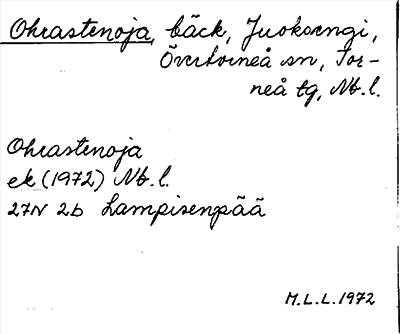 Ohrastenoja, bäck, Juoksengi,
Övertorneå sn, Tor-
neå tg, Nb. l.
Ohrastenoja
ek (1972) Nb. l.
27N 2b Lampisenpää
M.L.L. 1972